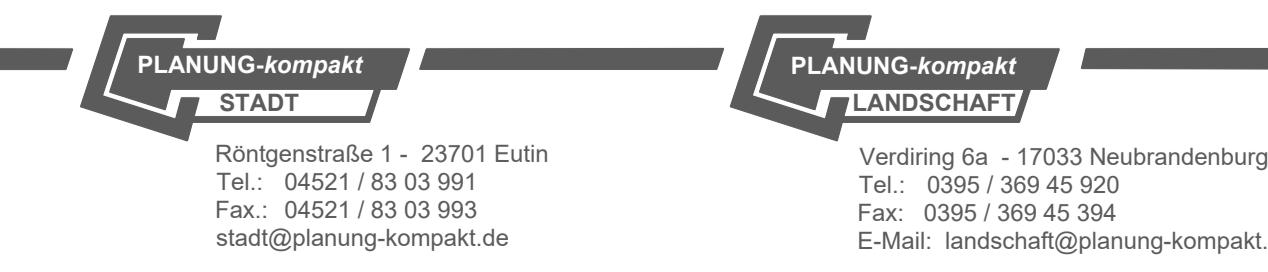 PLANUNG-kompakt
STADT
Röntgenstraße 1 - 23701 Eutin
Tel.: 04521 / 83 03 991
Fax.: 04521 / 83 03 993
stadt@planung-kompakt.de
PLANUNG-kompakt
LANDSCHAFT
Verdiring 6a - 17033 Neubrandenburg
Tel.: 0395 / 369 45 920
Fax: 0395 / 369 45 394
E-Mail: landschaft@planung-kompakt.